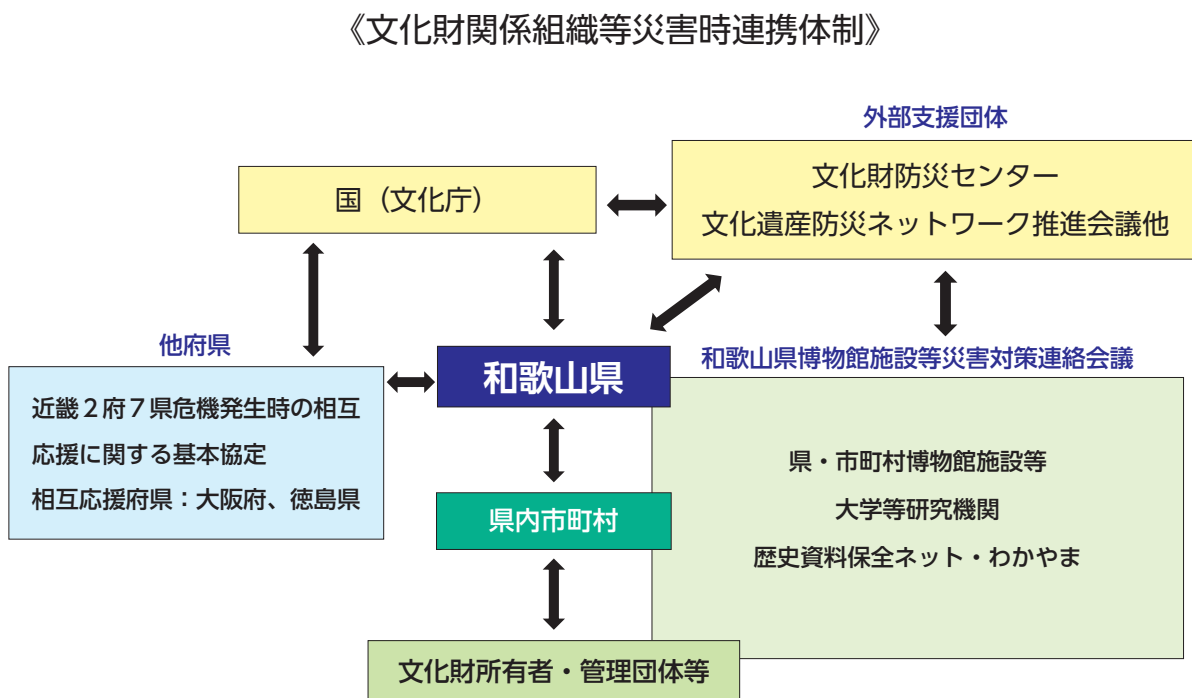 《文化財関係組織等災害時連携体制》
外部支援団体
文化財防災センター
文化遺産防災ネットワーク推進会議他
国（文化庁）
他府県
近畿２府７県危機発生時の相互
応援に関する基本協定
相互応援府県：大阪府、徳島県
和歌山県
和歌山県博物館施設等災害対策連絡会議
県・市町村博物館施設等
大学等研究機関
歴史資料保全ネット・わかやま
県内市町村
文化財所有者・管理団体等